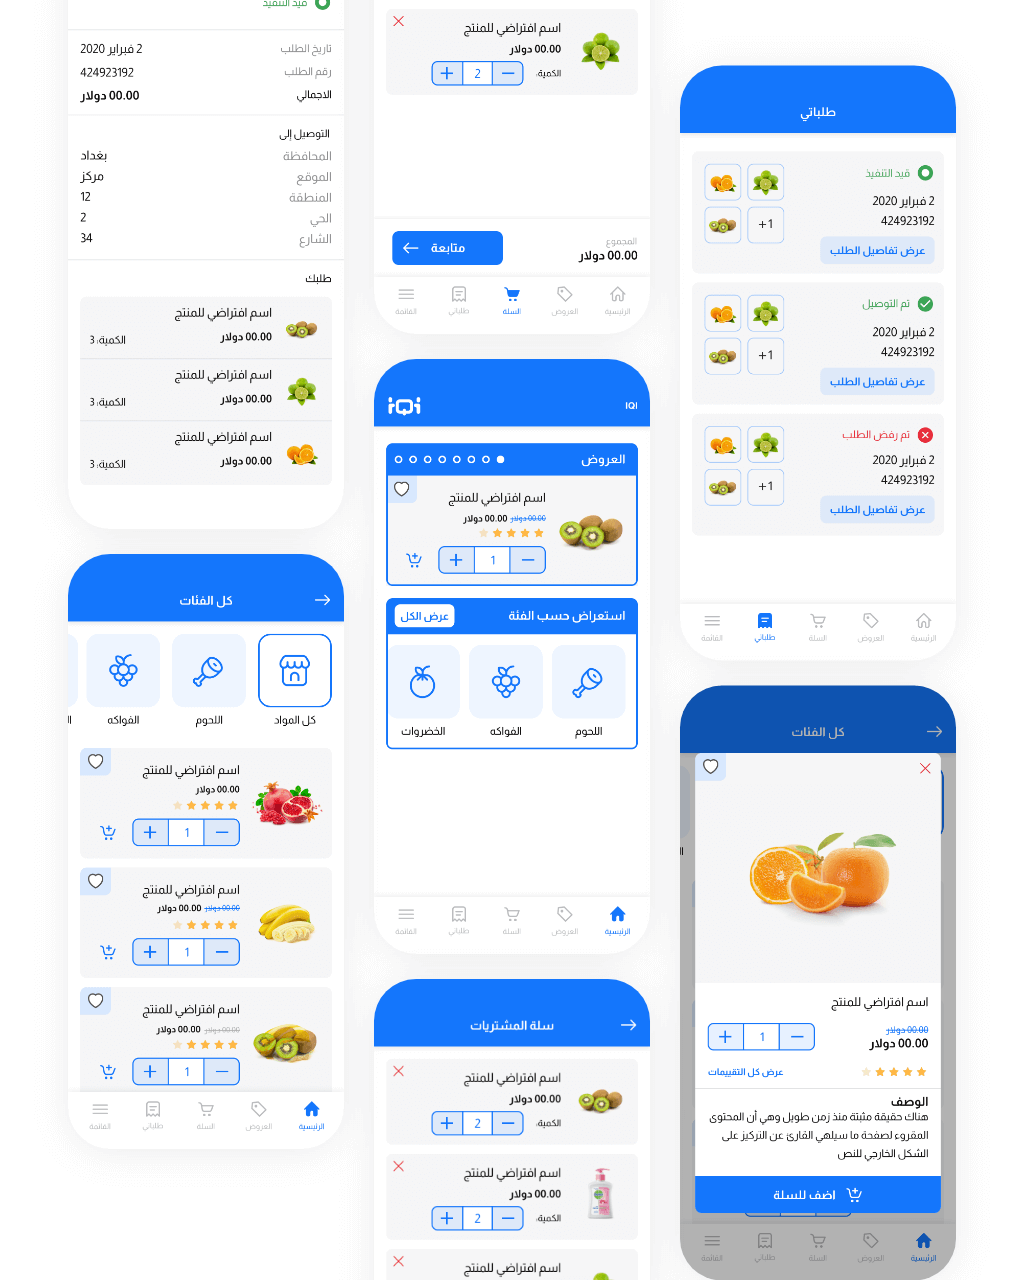 قيد التنفيذ
تاريخ الطلب
2 فبراير 2020
رقم الطلب
424923192
الاجمالي
00.00 دولار
التوصيل إلى
المحافظة
بغداد
الموقع
مركز
المنطقة
12
الحي
2
الشارع
34
طلبك
اسم افتراضي للمنتج
00.00 دولار
الكمية: 3
اسم افتراضي للمنتج
00.00 دولار
الكمية: 3
اسم افتراضي للمنتج
00.00 دولار
الكمية: 3
كل الفئات
كل المواد
اللحوم
الفواكه
اسم افتراضي للمنتج
00.00 دولار
1
اسم افتراضي للمنتج
00.00 دولار
00.00 دولار
1
اسم افتراضي للمنتج
00.00 دولار
00.00 دولار
1
الرئيسية
العروض
السلة
طلباتي
القائمة
اسم افتراضي للمنتج
00.00 دولار
الكمية:
2
المجموع
00.00 دولار
متابعة
الرئيسية
العروض
السلة
طلباتي
القائمة
IQI
iQi
العروض
اسم افتراضي للمنتج
00.00 دولار
00.00 دولار
1
استعراض حسب الفئة
عرض الكل
اللحوم
الفواكه
الخضروات
الرئيسية
العروض
السلة
طلباتي
القائمة
سلة المشتريات
اسم افتراضي للمنتج
00.00 دولار
الكمية:
2
اسم افتراضي للمنتج
00.00 دولار
الكمية:
2
اسم افتراضي للمنتج
طلباتي
قيد التنفيذ
2 فبراير 2020
424923192
+1
عرض تفاصيل الطلب
تم التوصيل
2 فبراير 2020
424923192
+1
عرض تفاصيل الطلب
تم رفض الطلب
2 فبراير 2020
424923192
+1
عرض تفاصيل الطلب
الرئيسية
العروض
السلة
طلباتي
القائمة
كل الفئات
اسم افتراضي للمنتج
00.00 دولار
00.00 دولار
1
عرض كل التقييمات
الوصف
هناك حقيقة مثبتة منذ زمن طويل وهي أن المحتوى
المقروء لصفحة ما سيلهي القارئ عن التركيز على
الشكل الخارجي للنص
اضف للسلة
الرئيسية
العروض
السلة
طلباتي
القائمة